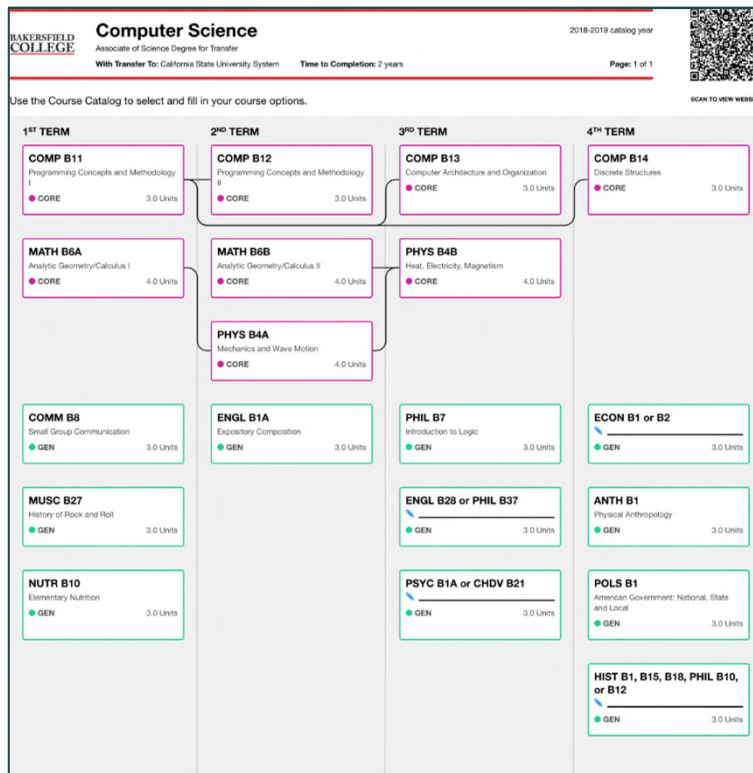 BAKERSFIELD
COLLEGE
Computer Science
Associate of Science Degree for Transfer
With Transfer To: California State University System Time to Completion: 2 years
2018-2019 catalog year
Page: 1 of 1
SCAN TO VIEW WEBS
Use the Course Catalog to select and fill in your course options.
1ST TERM
COMP B11
Programming Concepts and Methodology
I
CORE 3.0 Units
MATH B6A
Analytic Geometry/Calculus I
CORE 4.0 Units
COMM B8
Small Group Communication
GEN 3.0 Units
MUSC B27
History of Rock and Roll
GEN 3.0 Units
NUTR B10
Elementary Nutrition
GEN 3.0 Units
2ND TERM
COMP B12
Programming Concepts and Methodology
II
CORE 3.0 Units
MATH B6B
Analytic Geometry/Calculus II
CORE 4.0 Units
PHYS B4A
Mechanics and Wave Motion
CORE 4.0 Units
ENGL B1A
Expository Composition
GEN 3.0 Units
3RD TERM
COMP B13
Computer Architecture and Organization
CORE 3.0 Units
PHYS B4B
Heat, Electricity, Magnetism
CORE 4.0 Units
PHIL B7
Introduction to Logic
GEN 3.0 Units
ENGL B28 or PHIL B37
GEN 3.0 Units
PSYC B1A or CHDV B21
GEN 3.0 Units
4TH TERM
COMP B14
Discrete Structures
CORE 3.0 Units
ECON B1 or B2
GEN 3.0 Units
ANTH B1
Physical Anthropology
GEN 3.0 Units
POLS B1
American Government: National, State
and Local
GEN 3.0 Units
HIST B1, B15, B18, PHIL B10,
or B12
GEN 3.0 Units